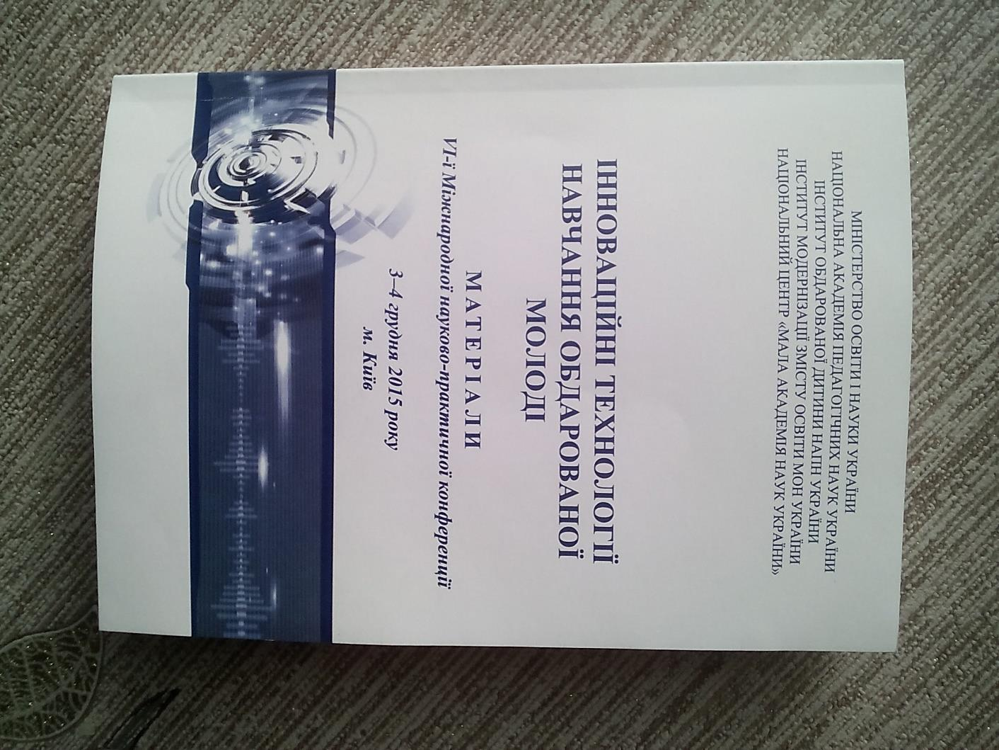 МІНІСТЕРСТВО ОСВІТИ І НАУКИ УКРАЇНИ
НАЦІОНАЛЬНА АКАДЕМІЯ ПЕДАГОГІЧНИХ НАУК УКРАЇНИ
ІНСТИТУТ ОБДАРОВАНОЇ ДИТИНИ НАПН УКРАЇНИ
ІНСТИТУТ МОДЕРНІЗАЦІЇ ЗМІСТУ ОСВІТИ МОН УКРАЇНИ
НАЦІОНАЛЬНИЙ ЦЕНТР «МАЛА АКАДЕМІЯ НАУК УКРАЇНИ»
ІННОВАЦІЙНІ ТЕХНОЛОГІЇ
НАВЧАННЯ ОБДАРОВАНОЇ
МОЛОДІ
МАТЕРІАЛИ
VI-ї Міжнародної науково-практичної конференції
3–4 грудня 2015 року
м. Київ